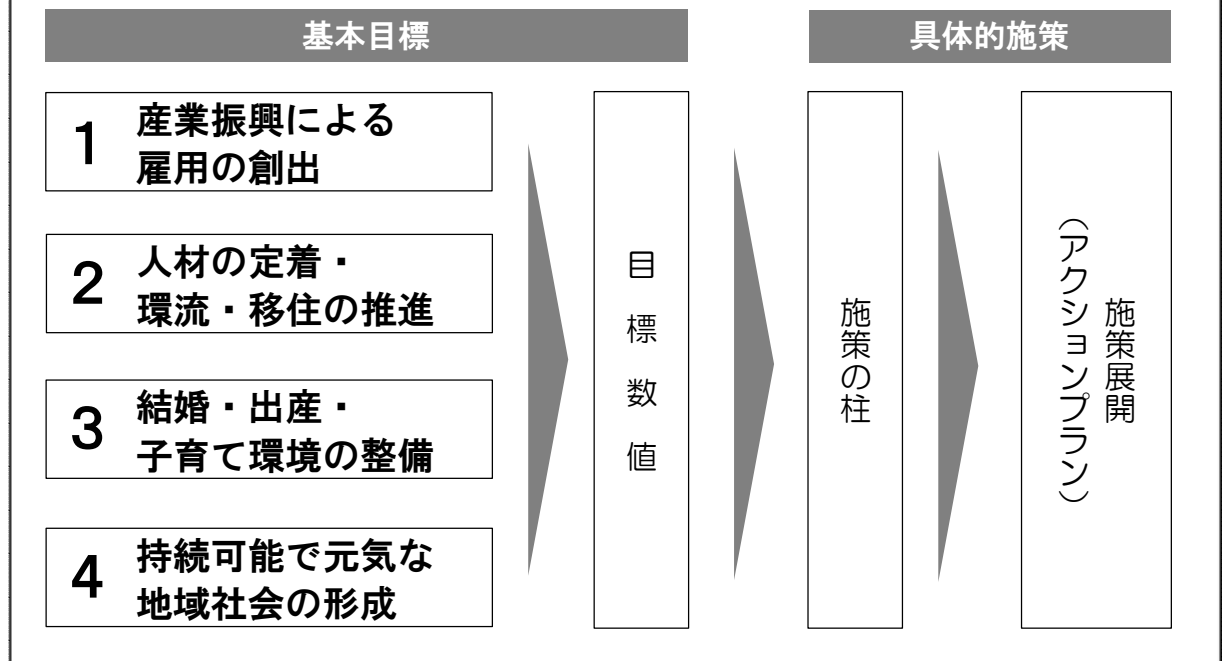 基本目標
具体的施策
1
産業振興による
雇用の創出
2
人材の定着・
環流・移住の推進
3
結婚・出産・
子育て環境の整備
4
持続可能で元気な
地域社会の形成
目標数値
施策の柱
施策展開
（アクションプラン）